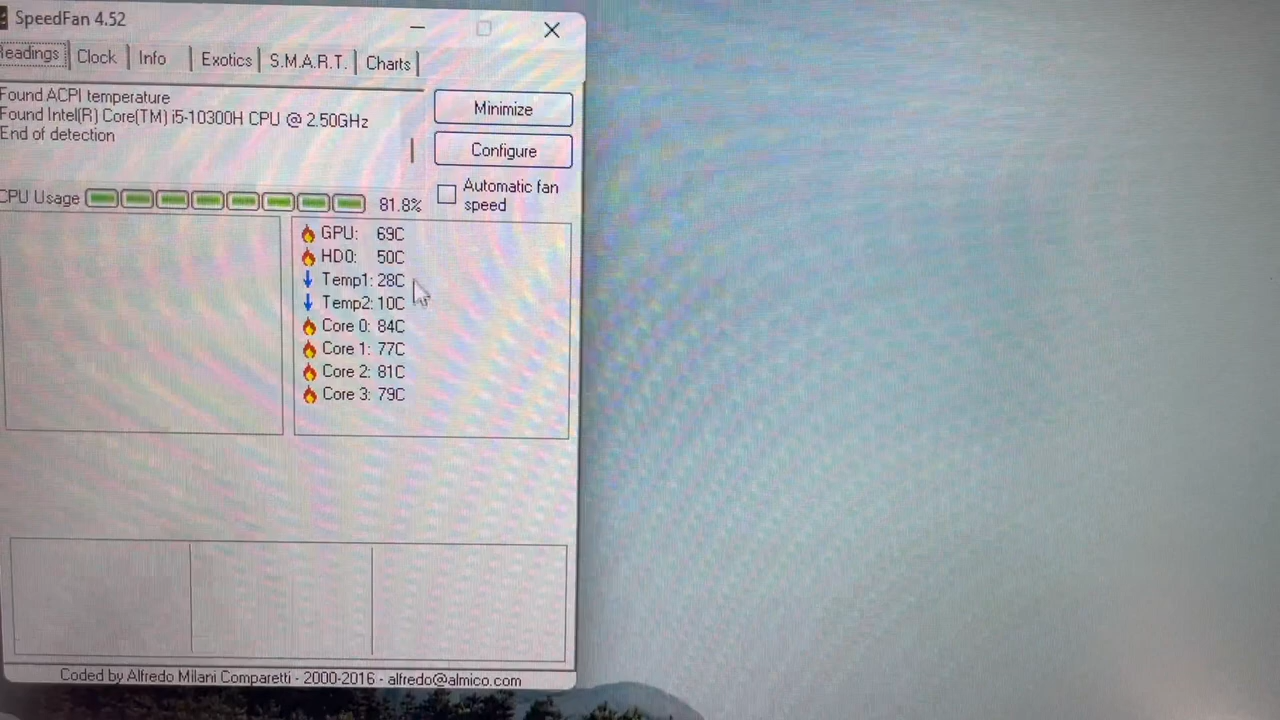 SpeedFan 4.52
Readings Clock Info Exotics S.M.A.R.T. Charts
Found ACPI temperature
Found Intel(R) Core(TM) i5-10300H CPU @ 2.50GHz
End of detection
Minimize
Configure
Automatic fan
speed
CPU Usage 81.8%
GPU: 69C
HD0: 50C
Temp1: 28C
Temp2: 10C
Core 0: 84C
Core 1: 77C
Core 2: 81C
Core 3: 79C
Coded by Alfredo Milani Comparetti - 2000-2016 - alfredo@almico.com